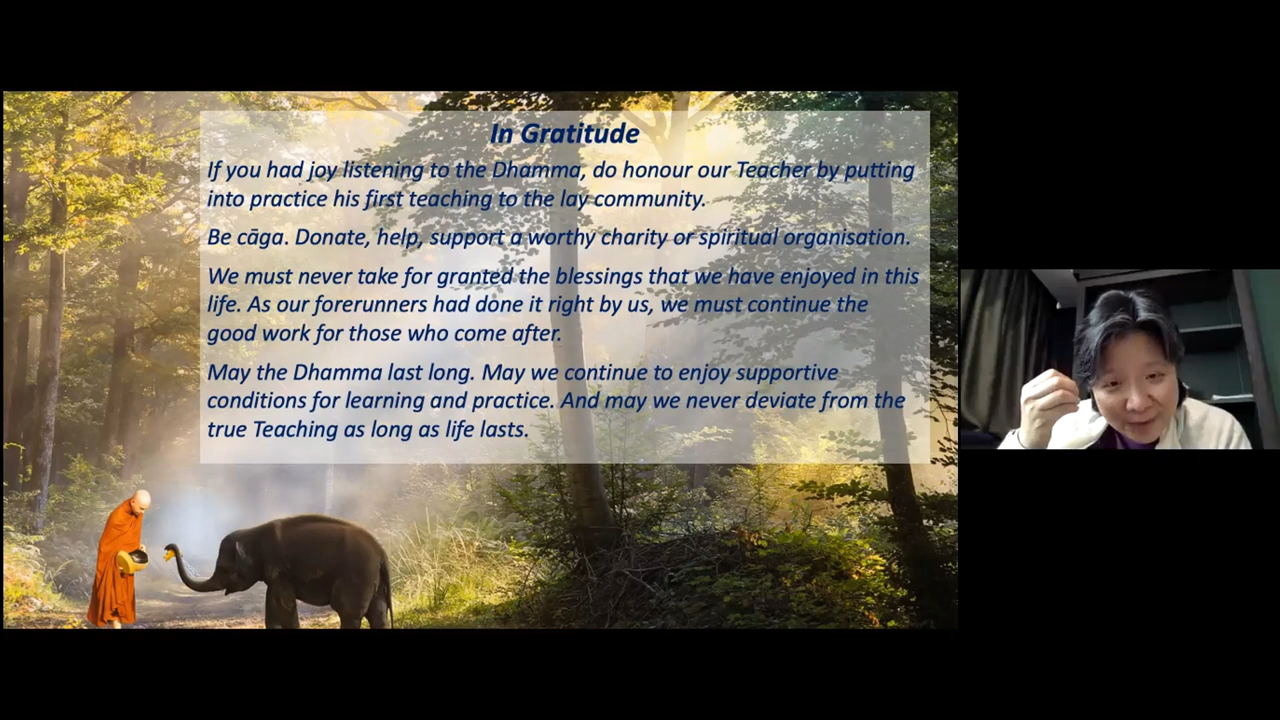 In Gratitude
If you had joy listening to the Dhamma, do honour our Teacher by putting
into practice his first teaching to the lay community.
Be cāga. Donate, help, support a worthy charity or spiritual organisation.
We must never take for granted the blessings that we have enjoyed in this
life. As our forerunners had done it right by us, we must continue the
good work for those who come after.
May the Dhamma last long. May we continue to enjoy supportive
conditions for learning and practice. And may we never deviate from the
true Teaching as long as life lasts.